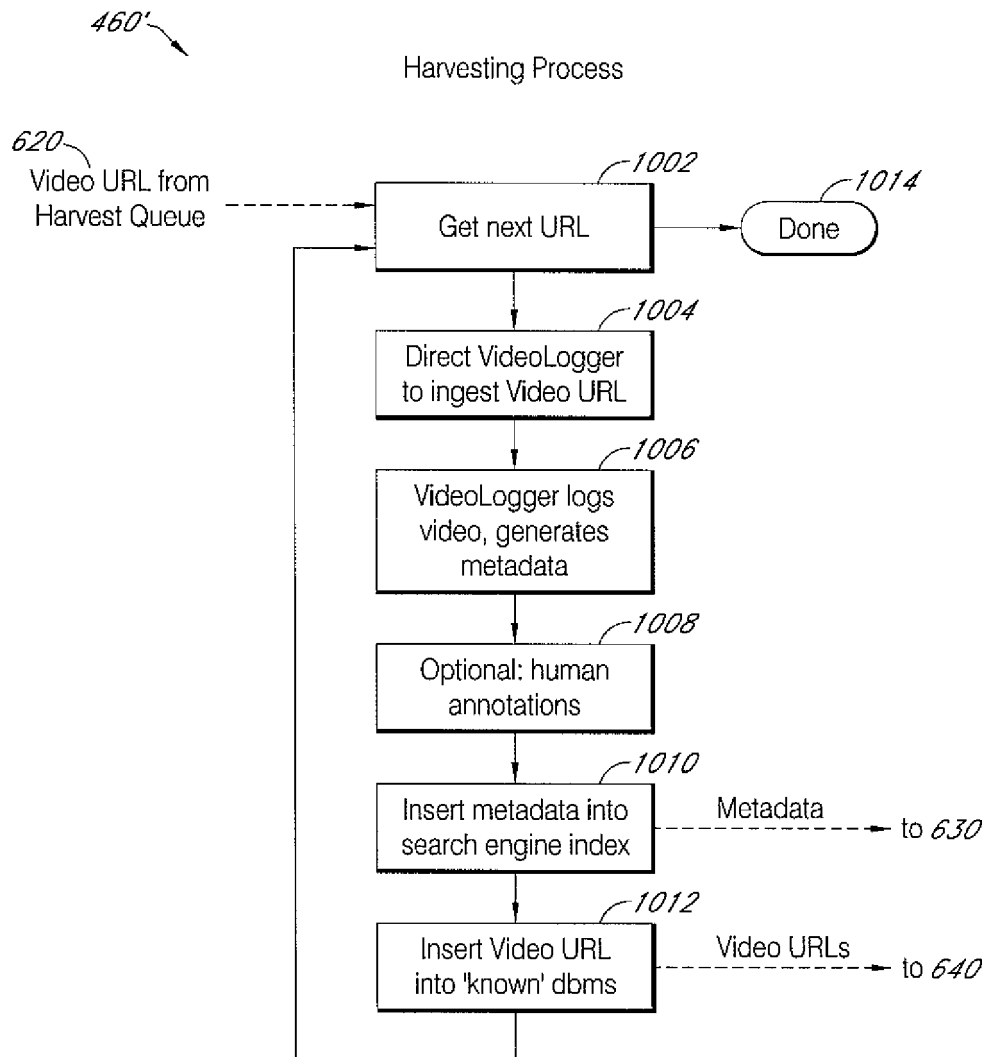 460'
Harvesting Process
620
Video URL from
Harvest Queue
1002
Get next URL
1014
Done
1004
Direct VideoLogger
to ingest Video URL
1006
VideoLogger logs
video, generates
metadata
1008
Optional: human
annotations
1010
Insert metadata into
search engine index
Metadata
to 630
1012
Insert Video URL
into 'known' dbms
Video URLs
to 640